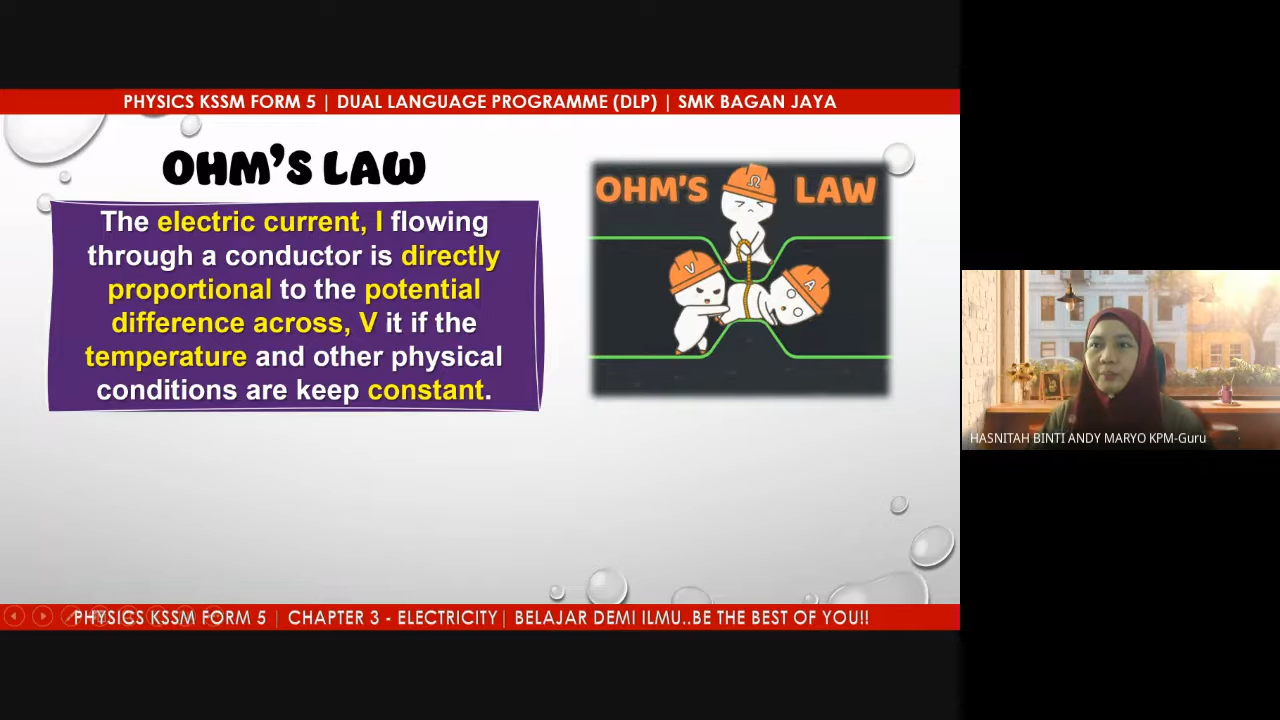 PHYSICS KSSM FORM 5 | DUAL LANGUAGE PROGRAMME (DLP) | SMK BAGAN JAYA
OHM'S LAW
The electric current, I flowing
through a conductor is directly
proportional to the potential
difference across, V it if the
temperature and other physical
conditions are keep constant.
OHM'S Ω LAW
V
A
HASNITAH BINTI ANDY MARYO KPM-Guru
PHYSICS KSSM FORM 5 | CHAPTER 3 - ELECTRICITY| BELAJAR DEMI ILMU..BE THE BEST OF YOU!!